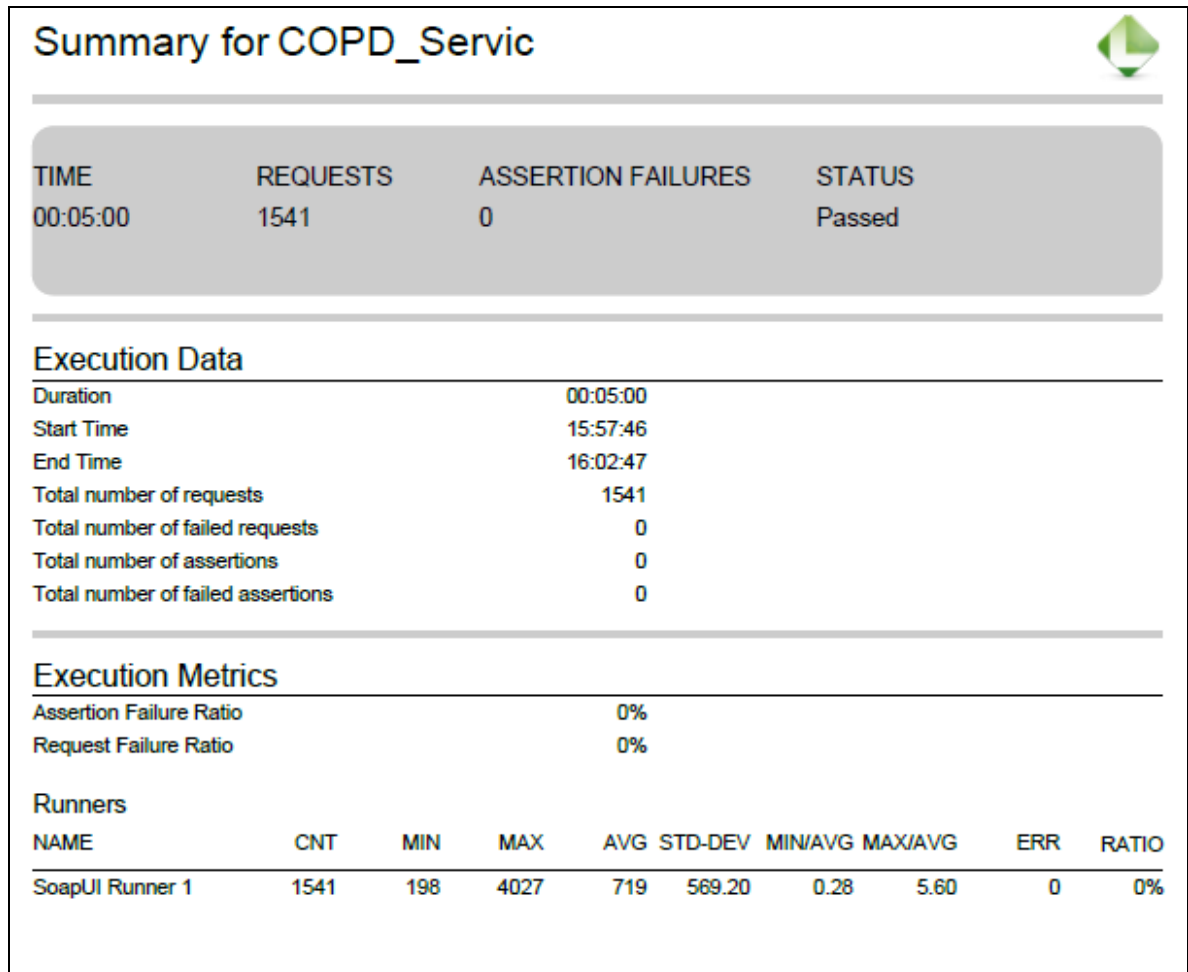 Summary for COPD_Servic
TIME REQUESTS ASSERTION FAILURES STATUS
00:05:00 1541 0 Passed
Execution Data
Duration 00:05:00
Start Time 15:57:46
End Time 16:02:47
Total number of requests 1541
Total number of failed requests 0
Total number of assertions 0
Total number of failed assertions 0
Execution Metrics
Assertion Failure Ratio 0%
Request Failure Ratio 0%
Runners
NAME CNT MIN MAX AVG STD-DEV MIN/AVG MAX/AVG ERR RATIO
SoapUI Runner 1 1541 198 4027 719 569.20 0.28 5.60 0 0%